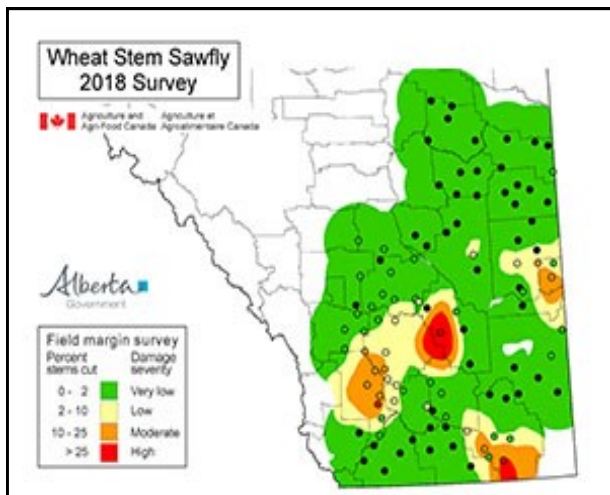 Wheat Stem Sawfly
2018 Survey
Agriculture and Agriculture et
Agri-Food Canada Agroalimentaire Canada
Alberta
Government
Field margin survey
Percent Damage
stems cut severity
0 - 2 Very low
2 - 10 Low
10 - 25 Moderate
> 25 High